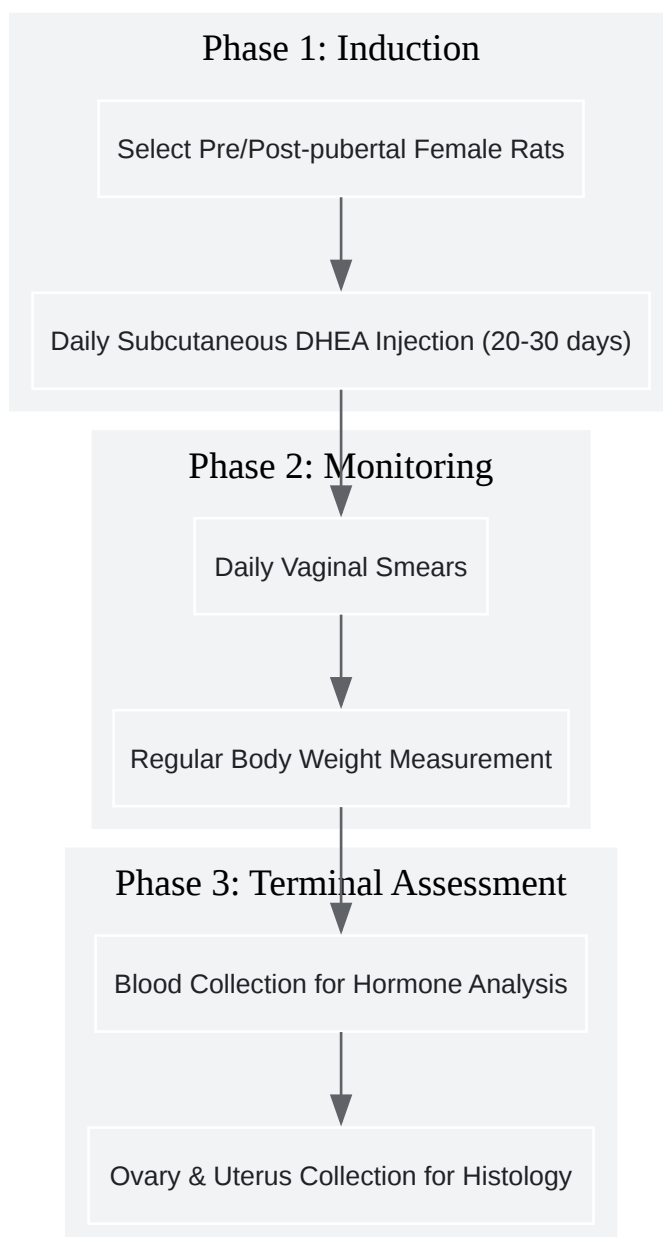 Phase 1: Induction
Select Pre/Post-pubertal Female Rats
Daily Subcutaneous DHEA Injection (20-30 days)
Phase 2: Monitoring
Daily Vaginal Smears
Regular Body Weight Measurement
Phase 3: Terminal Assessment
Blood Collection for Hormone Analysis
Ovary & Uterus Collection for Histology